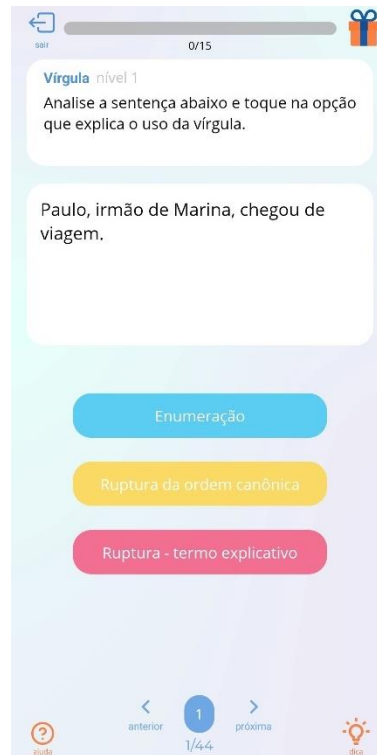 sair
0/15
Vírgula nível 1
Analise a sentença abaixo e toque na opção
que explica o uso da vírgula.
Paulo, irmão de Marina, chegou de
viagem.
Enumeração
Ruptura da ordem canônica
Ruptura - termo explicativo
anterior
1
próxima
1/44
ajuda
dica